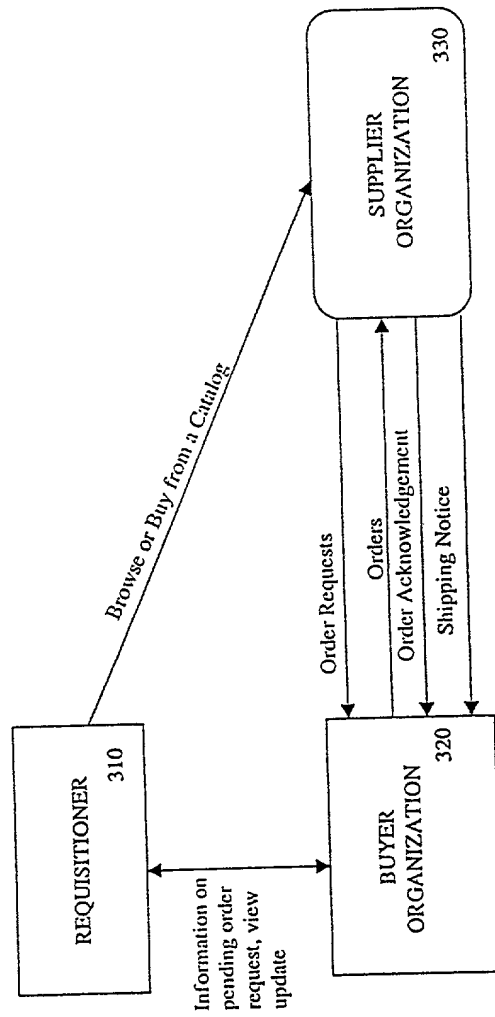 REQUISITIONER
310
Browse or Buy from a Catalog
Information on
pending order
request, view
update
BUYER
ORGANIZATION
320
Order Requests
Orders
Order Acknowledgement
Shipping Notice
SUPPLIER
ORGANIZATION
330